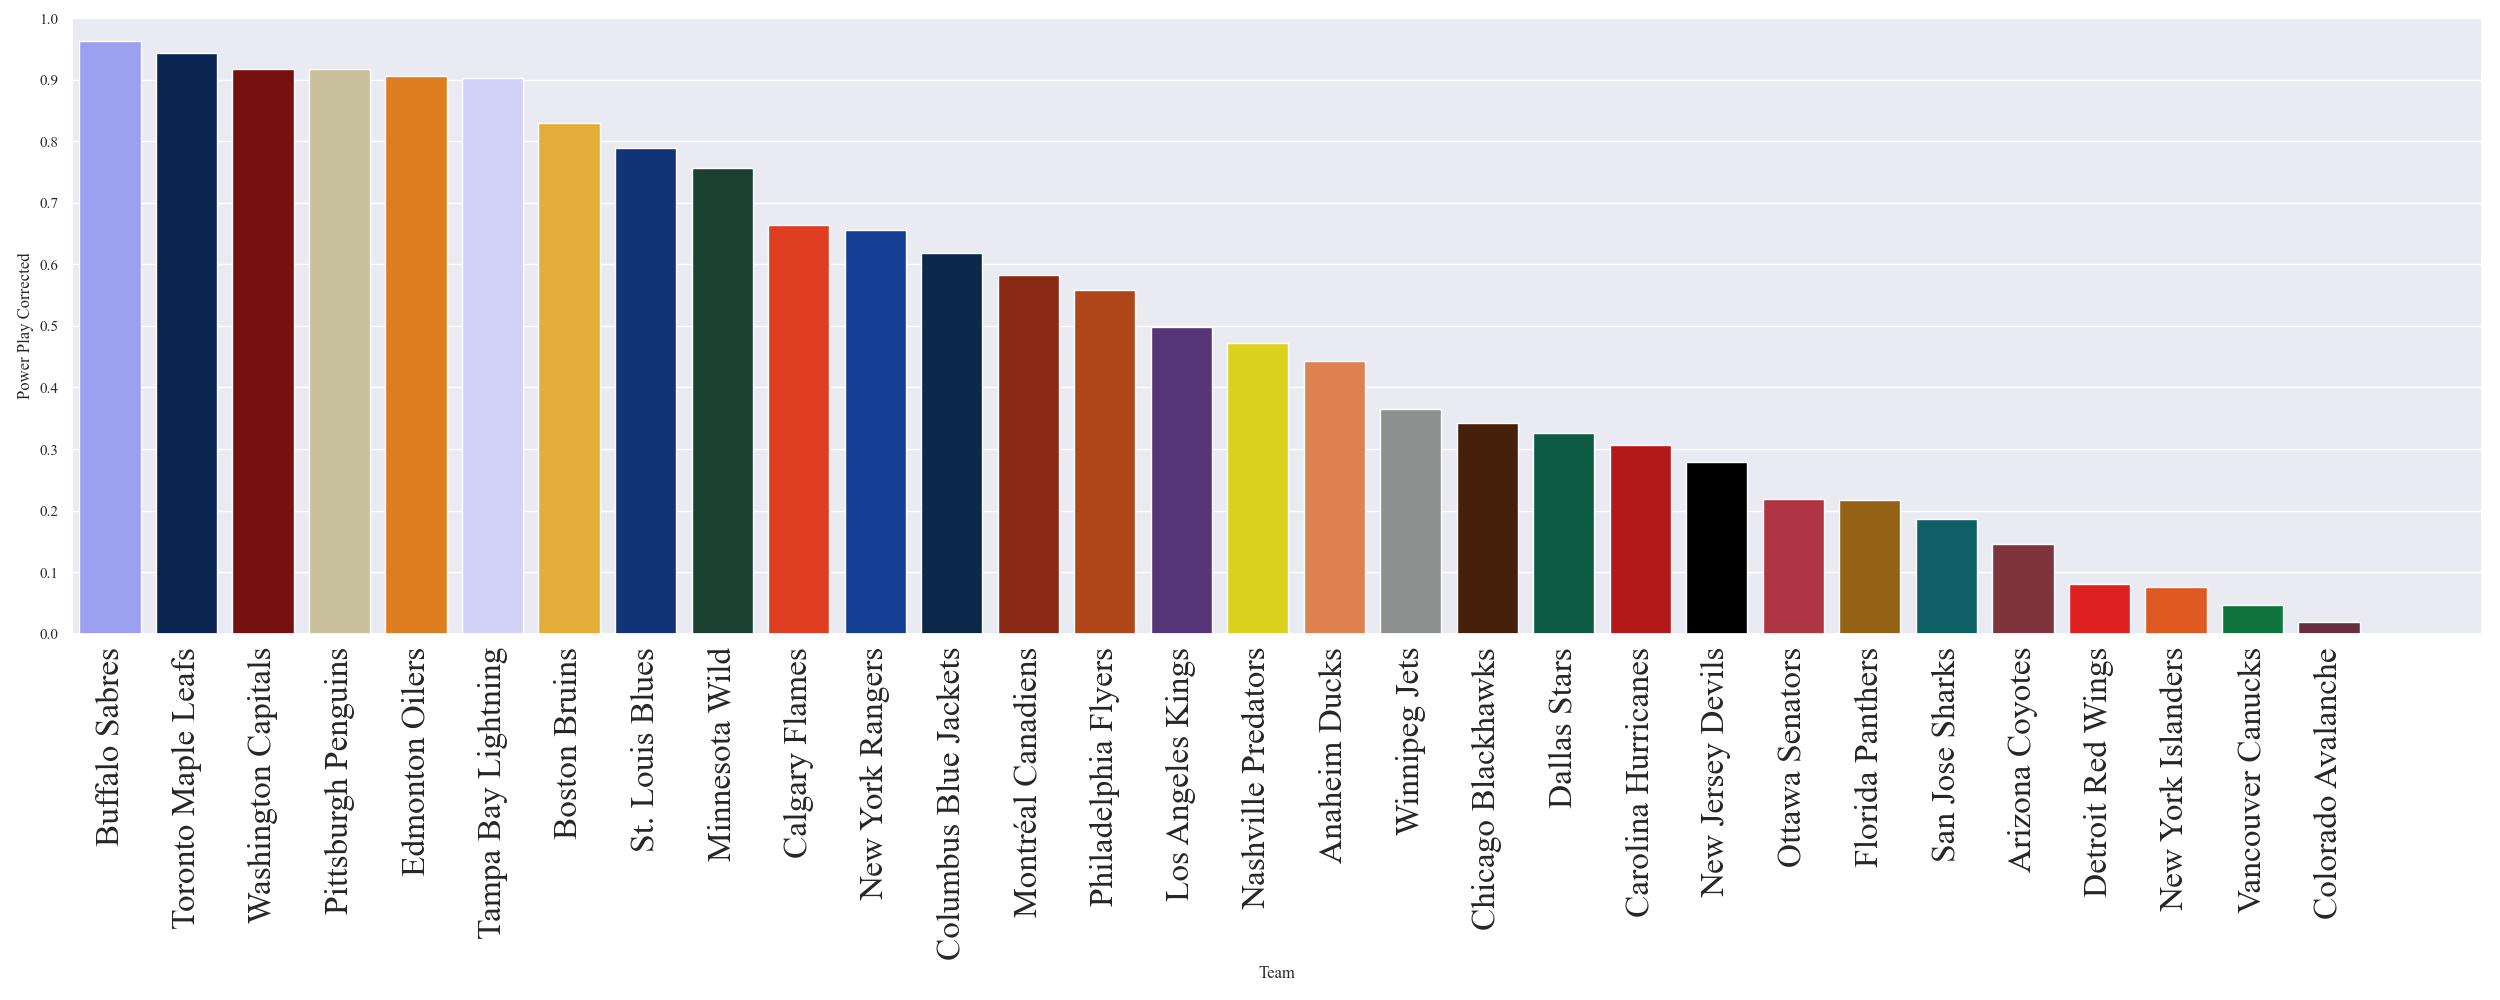 1.0
0.9
0.8
0.7
0.6
0.5
0.4
0.3
0.2
0.1
0.0
Power Play Corrected
Buffalo Sabres
Toronto Maple Leafs
Washington Capitals
Pittsburgh Penguins
Edmonton Oilers
Tampa Bay Lightning
Boston Bruins
St. Louis Blues
Minnesota Wild
Calgary Flames
New York Rangers
Columbus Blue Jackets
Montréal Canadiens
Philadelphia Flyers
Los Angeles Kings
Nashville Predators
Anaheim Ducks
Winnipeg Jets
Chicago Blackhawks
Dallas Stars
Carolina Hurricanes
New Jersey Devils
Ottawa Senators
Florida Panthers
San Jose Sharks
Arizona Coyotes
Detroit Red Wings
New York Islanders
Vancouver Canucks
Colorado Avalanche
Team